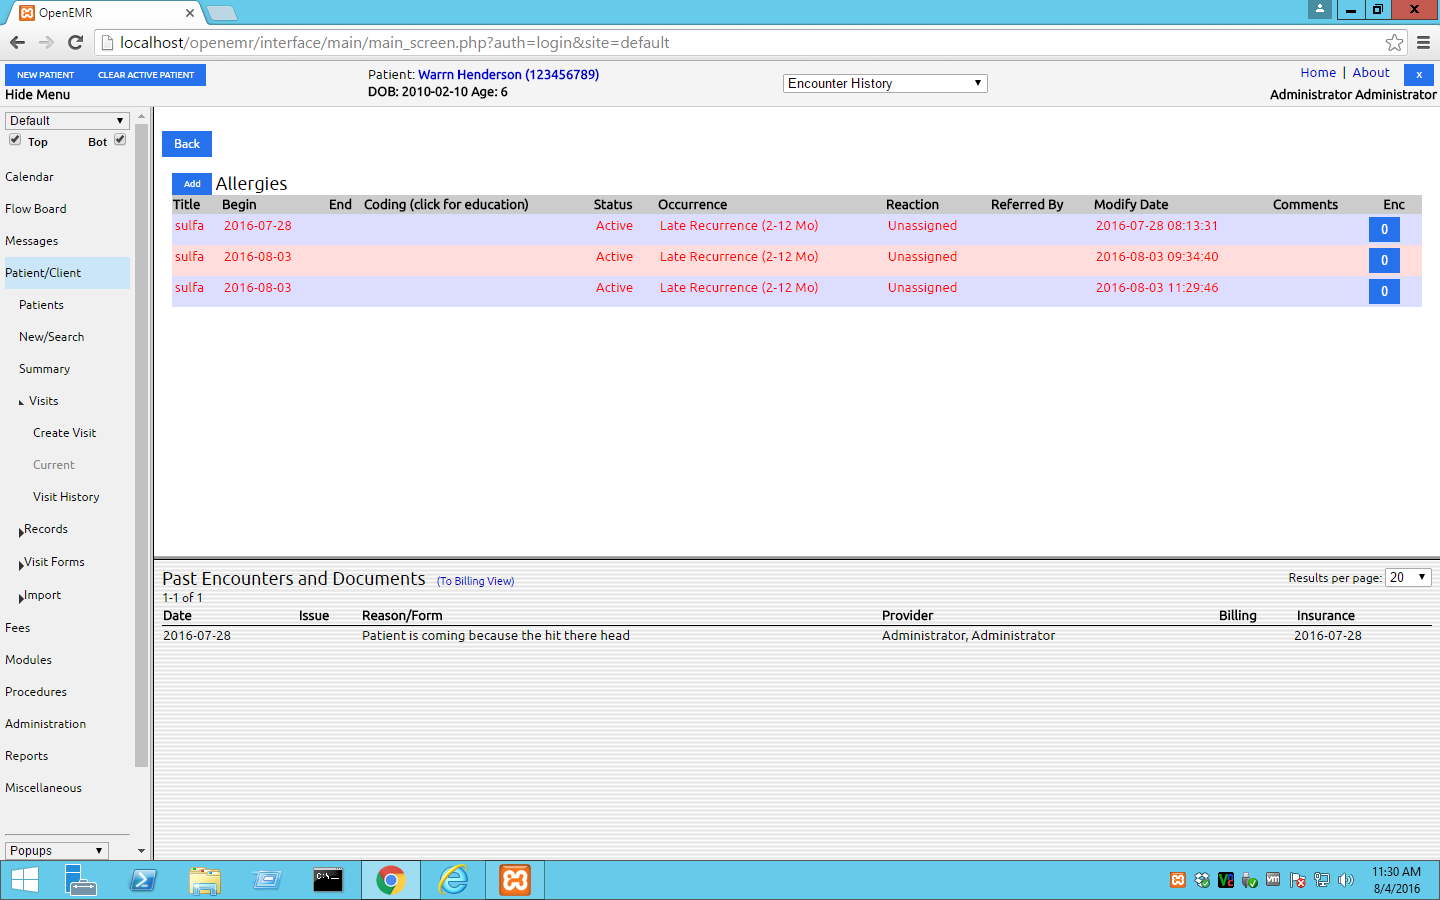 OpenEMR
localhost/openemr/interface/main/main_screen.php?auth=login&site=default
NEW PATIENT CLEAR ACTIVE PATIENT
Hide Menu
Patient: Warrn Henderson (123456789)
DOB: 2010-02-10 Age: 6
Encounter History
Home | About x
Administrator Administrator
Default
Top Bot
Calendar
Flow Board
Messages
Patient/Client
Patients
New/Search
Summary
Visits
Create Visit
Current
Visit History
Records
Visit Forms
Import
Fees
Modules
Procedures
Administration
Reports
Miscellaneous
Popups
Back
Add Allergies
Title Begin End Coding (click for education) Status Occurrence Reaction Referred By Modify Date Comments Enc
sulfa 2016-07-28 Active Late Recurrence (2-12 Mo) Unassigned 2016-07-28 08:13:31 0
sulfa 2016-08-03 Active Late Recurrence (2-12 Mo) Unassigned 2016-08-03 09:34:40 0
sulfa 2016-08-03 Active Late Recurrence (2-12 Mo) Unassigned 2016-08-03 11:29:46 0
Past Encounters and Documents (To Billing View) Results per page: 20
1-1 of 1
Date Issue Reason/Form Provider Billing Insurance
2016-07-28 Patient is coming because the hit there head Administrator, Administrator 2016-07-28
11:30 AM
8/4/2016